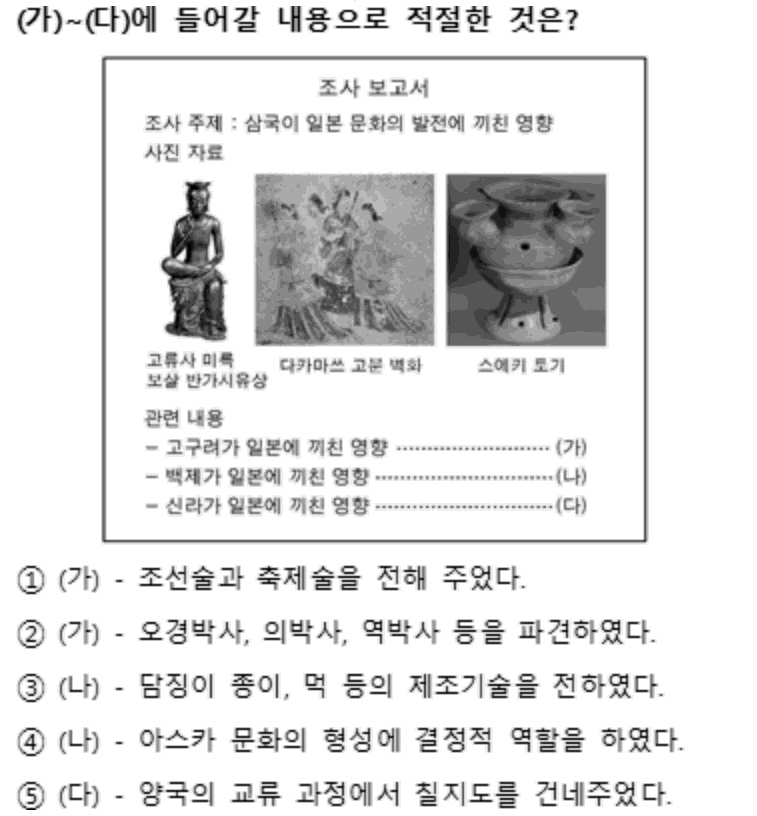 (가)~(다)에 들어갈 내용으로 적절한 것은?
조사 보고서
조사 주제 : 삼국이 일본 문화의 발전에 끼친 영향
사진 자료
고류사 미륵
보살 반가시유상
다카마쓰 고분 벽화
스에키 토기
관련 내용
- 고구려가 일본에 끼친 영향 ························ (가)
- 백제가 일본에 끼친 영향 ···························· (나)
- 신라가 일본에 끼친 영향 ···························· (다)
① (가) - 조선술과 축제술을 전해 주었다.
② (가) - 오경박사, 의박사, 역박사 등을 파견하였다.
③ (나) - 담징이 종이, 먹 등의 제조기술을 전하였다.
④ (나) - 아스카 문화의 형성에 결정적 역할을 하였다.
⑤ (다) - 양국의 교류 과정에서 칠지도를 건네주었다.